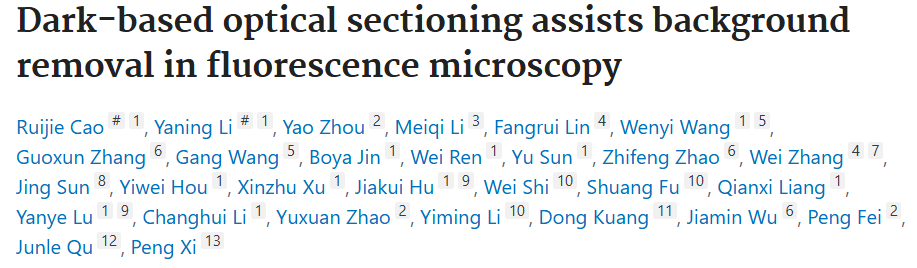 Dark-based optical sectioning assists background
removal in fluorescence microscopy
Ruijie Cao # 1, Yaning Li # 1, Yao Zhou 2, Meiqi Li 3, Fangrui Lin 4, Wenyi Wang 1 5,
Guoxun Zhang 6, Gang Wang 5, Boya Jin 1, Wei Ren 1, Yu Sun 1, Zhifeng Zhao 6, Wei Zhang 4 7,
Jing Sun 8, Yiwei Hou 1, Xinzhu Xu 1, Jiakui Hu 1 9, Wei Shi 10, Shuang Fu 10, Qianxi Liang 1,
Yanye Lu 1 9, Changhui Li 1, Yuxuan Zhao 2, Yiming Li 10, Dong Kuang 11, Jiamin Wu 6, Peng Fei 2,
Junle Qu 12, Peng Xi 13